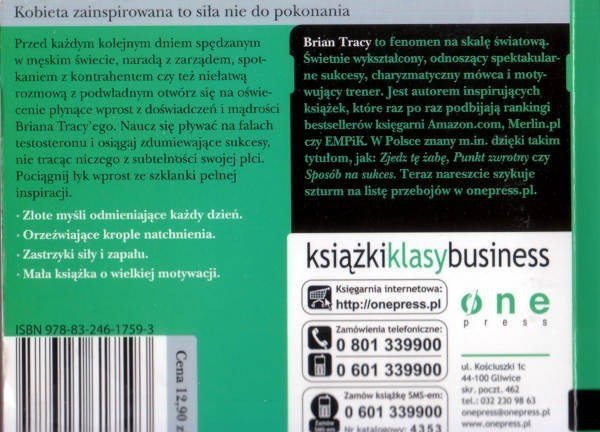 Kobieta zainspirowana to siła nie do pokonania
Przed każdym kolejnym dniem spędzanym
w męskim świecie, naradą z zarządem, spot-
kaniem z kontrahentem czy też niełatwą
rozmową z podwładnym otwórz się na oświe-
cenie płynące wprost z doświadczeń i mądrości
Briana Tracy'ego. Naucz się pływać na falach
testosteronu i osiągaj zdumiewające sukcesy,
nie tracąc niczego z subtelności swojej płci.
Pociągnij łyk wprost ze szklanki pełnej
inspiracji.
· Złote myśli odmieniające każdy dzień.
· Orzeźwiające krople natchnienia.
· Zastrzyki siły i zapału.
· Mała książka o wielkiej motywacji.
ISBN 978-83-246-1759-3
Cena 12,90 z
Brian Tracy to fenomen na skalę światową.
Świetnie wykształcony, odnoszący spektakular-
ne sukcesy, charyzmatyczny mówca i moty-
wujący trener. Jest autorem inspirujących
książek, które raz po raz podbijają rankingi
bestsellerów księgarni Amazon.com, Merlin.pl
czy EMPiK. W Polsce znany m.in. dzięki takim
tytułom, jak: Zjedz tę żabę, Punkt zwrotny czy
Sposób na sukces. Teraz nareszcie szykuje
szturm na listę przebojów w onepress.pl.
książkiklasybusiness
Księgarnia internetowa:
http://onepress.pl
Zamówienia telefoniczne:
0 801 339900
0 601 339900
Zamów książkę SMS-em:
0 601 339900
Nr katalogowy: 4353
Zamów
one
press
ul. Kościuszki 1c
44-100 Gliwice
skr. poczt. 462
tel.: 032 230 98 63
onepress@onepress.pl
www.onepress.pl